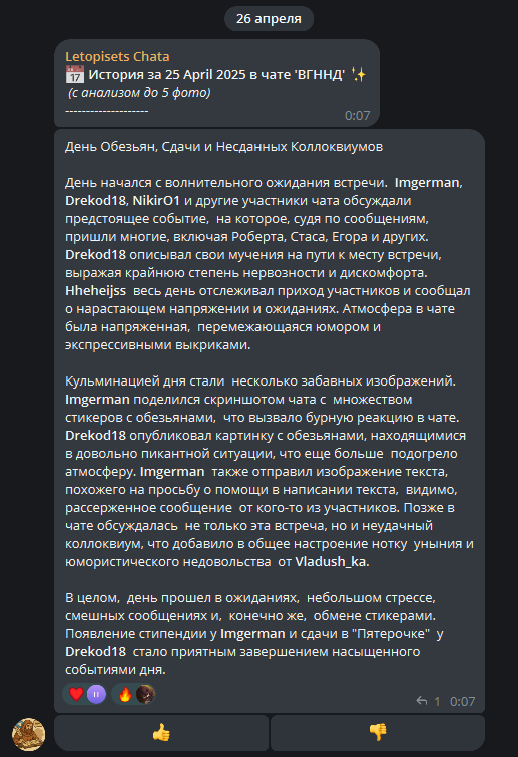 26 апреля
Letopisets Chata
📅 История за 25 April 2025 в чате 'ВГННД' ✨
(с анализом до 5 фото)
--------------------
0:07
День Обезьян, Сдачи и Несданных Коллоквиумов
День начался с волнительного ожидания встречи. Imgerman,
Drekod18, NikirO1 и другие участники чата обсуждали
предстоящее событие, на которое, судя по сообщениям,
пришли многие, включая Роберта, Стаса, Егора и других.
Drekod18 описывал свои мучения на пути к месту встречи,
выражая крайнюю степень нервозности и дискомфорта.
Hheheijss весь день отслеживал приход участников и сообщал
о нарастающем напряжении и ожиданиях. Атмосфера в чате
была напряженная, перемежающаяся юмором и
экспрессивными выкриками.
Кульминацией дня стали несколько забавных изображений.
Imgerman поделился скриншотом чата с множеством
стикеров с обезьянами, что вызвало бурную реакцию в чате.
Drekod18 опубликовал картинку с обезьянами, находящимися
в довольно пикантной ситуации, что еще больше подогрело
атмосферу. Imgerman также отправил изображение текста,
похожего на просьбу о помощи в написании текста, видимо,
рассерженное сообщение от кого-то из участников. Позже в
чате обсуждалась не только эта встреча, но и неудачный
коллоквиум, что добавило в общее настроение нотку уныния и
юмористического недовольства от Vladush_ka.
В целом, день прошел в ожиданиях, небольшом стрессе,
смешных сообщениях и, конечно же, обмене стикерами.
Появление стипендии у Imgerman и сдачи в "Пятерочке" у
Drekod18 стало приятным завершением насыщенного
событиями дня.
1 0:07